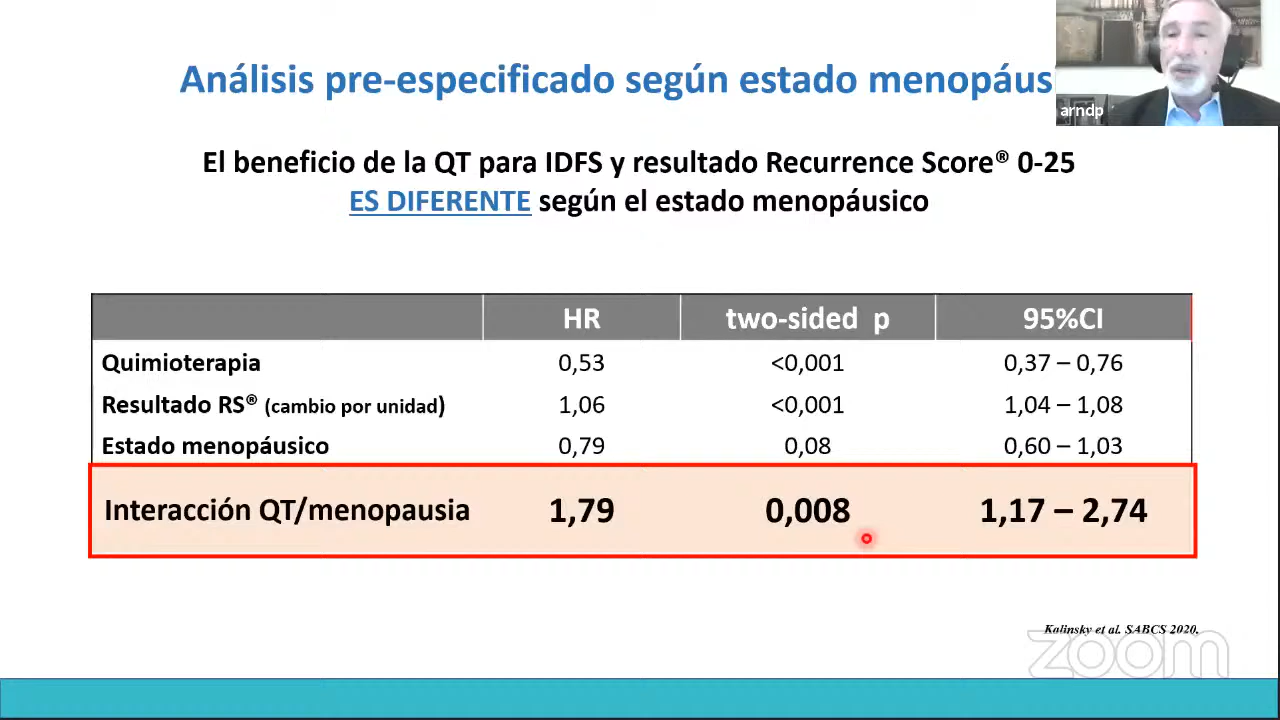 Análisis pre-especificado según estado menopáus
arndp
El beneficio de la QT para IDFS y resultado Recurrence Score® 0-25
ES DIFERENTE según el estado menopáusico
HR two-sided p 95%CI
Quimioterapia 0,53 <0,001 0,37 – 0,76
Resultado RS® (cambio por unidad) 1,06 <0,001 1,04 – 1,08
Estado menopáusico 0,79 0,08 0,60 – 1,03
Interacción QT/menopausia 1,79 0,008 1,17 – 2,74
Kalinsky et al. SABCS 2020.
zoom